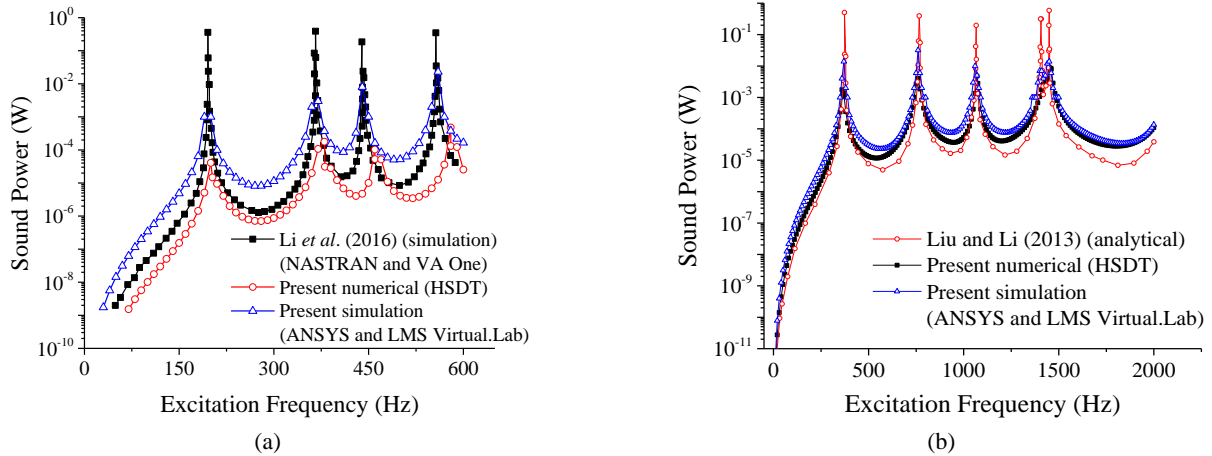 10^0
10^-2
10^-4
10^-6
10^-8
10^-10
Sound Power (W)
0 150 300 450 600
Excitation Frequency (Hz)
Li et al. (2016) (simulation)
(NASTRAN and VA One)
Present numerical (HSDT)
Present simulation
(ANSYS and LMS Virtual.Lab)
(a)
10^-1
10^-3
10^-5
10^-7
10^-9
10^-11
Sound Power (W)
0 500 1000 1500 2000
Excitation Frequency (Hz)
Liu and Li (2013) (analytical)
Present numerical (HSDT)
Present simulation
(ANSYS and LMS Virtual.Lab)
(b)